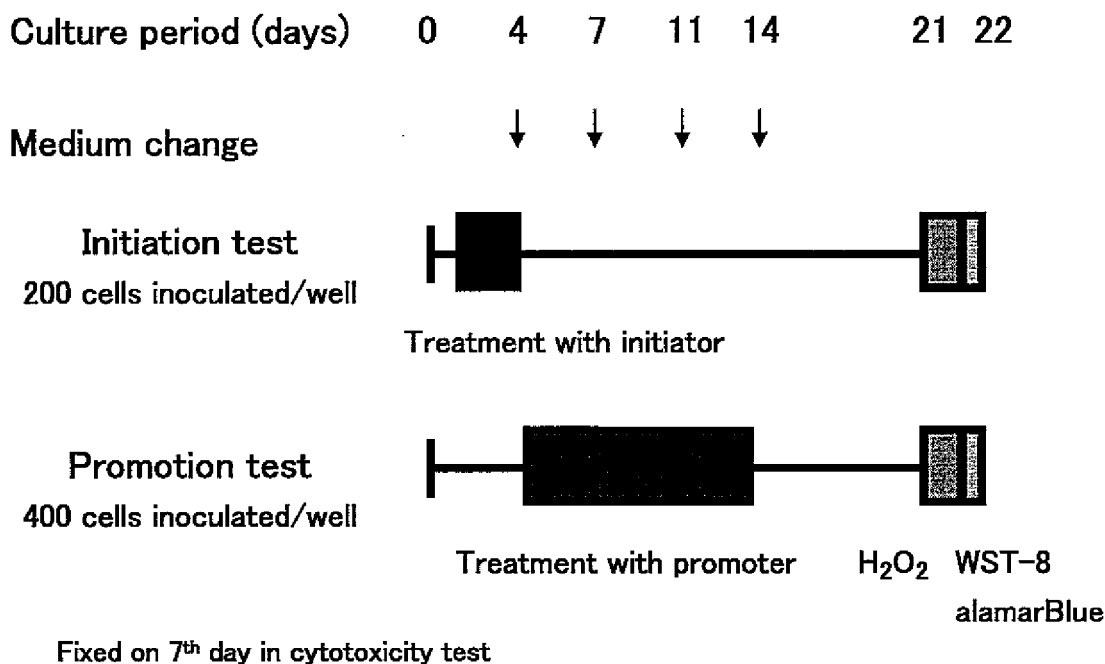 Culture period (days) 0 4 7 11 14 21 22
Medium change
Initiation test
200 cells inoculated/well
Treatment with initiator
Promotion test
400 cells inoculated/well
Treatment with promoter H₂O₂ WST-8
alamarBlue
Fixed on 7th day in cytotoxicity test